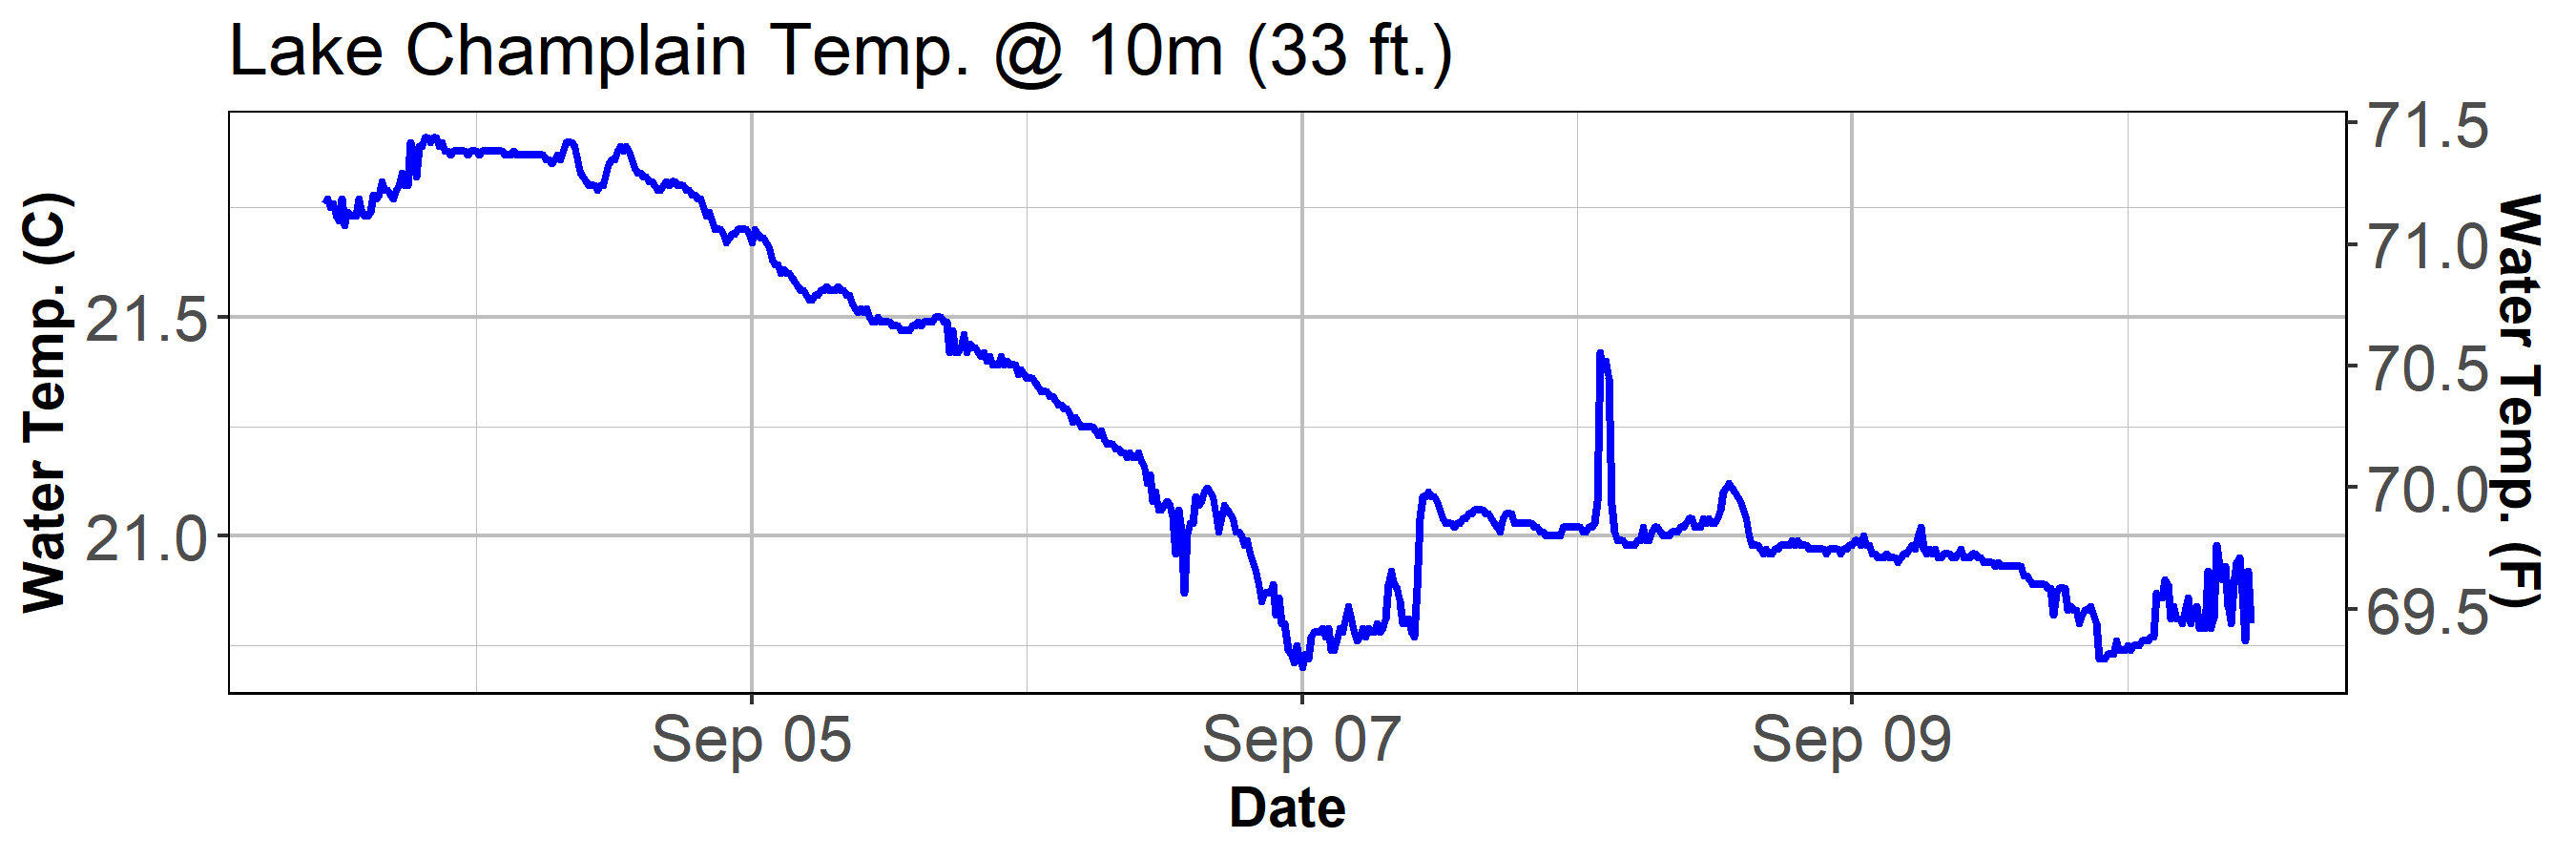 Lake Champlain Temp. @ 10m (33 ft.)
Water Temp. (C)
21.5
21.0
71.5
71.0
70.5
70.0
69.5
Water Temp. (F)
Sep 05
Sep 07
Sep 09
Date